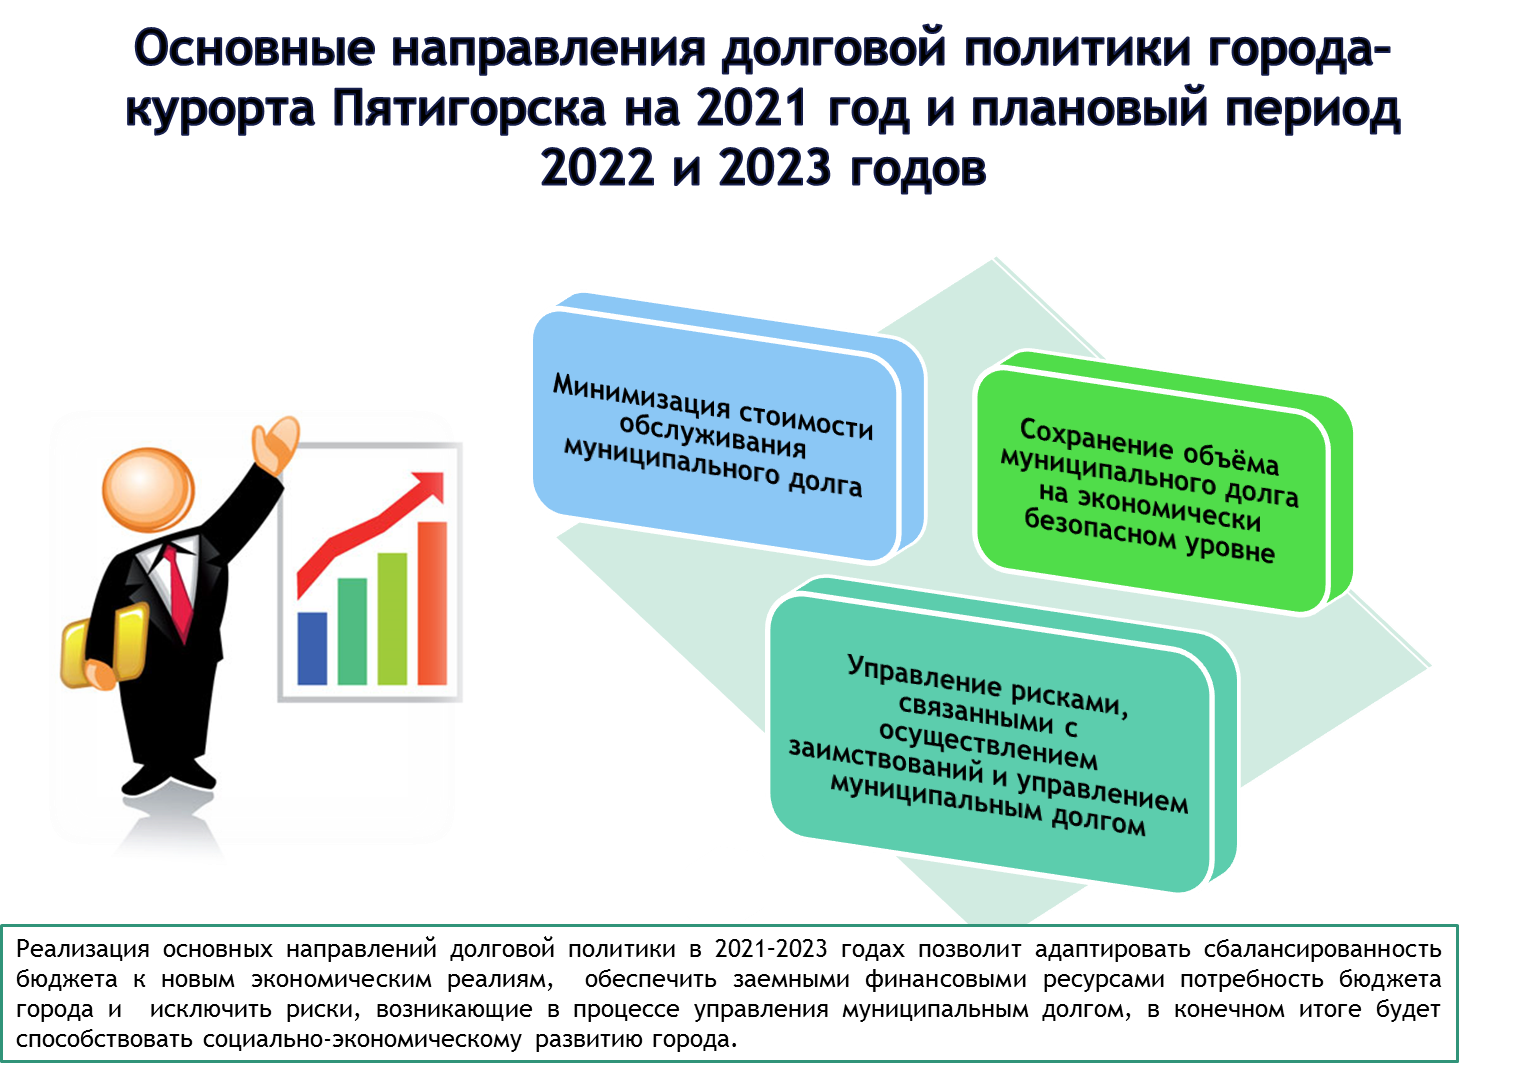 Основные направления долговой политики города–
курорта Пятигорска на 2021 год и плановый период
2022 и 2023 годов
Минимизация стоимости
обслуживания
муниципального долга
Сохранение объёма
муниципального долга
на экономически
безопасном уровне
Управление рисками,
связанными с
осуществлением
заимствований и управлением
муниципальным долгом
Реализация основных направлений долговой политики в 2021–2023 годах позволит адаптировать сбалансированность
бюджета к новым экономическим реалиям, обеспечить заемными финансовыми ресурсами потребность бюджета
города и исключить риски, возникающие в процессе управления муниципальным долгом, в конечном итоге будет
способствовать социально-экономическому развитию города.